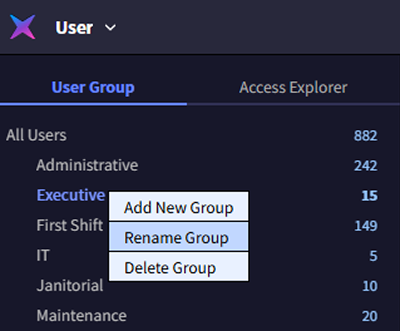 User
User Group Access Explorer
All Users 882
Administrative 242
Executive 15
Add New Group
First Shift 149
Rename Group
IT 5
Delete Group
Janitorial 10
Maintenance 20